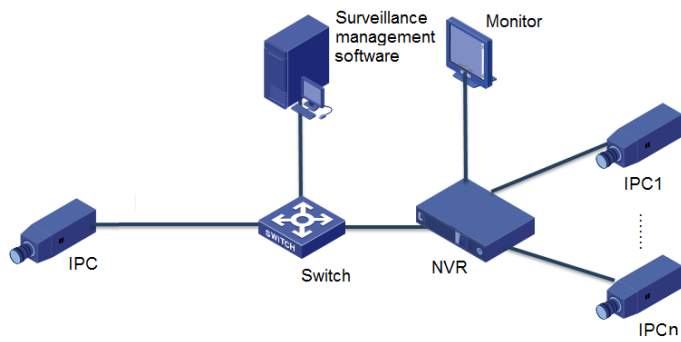 Surveillance
management
software
Monitor
IPC1
IPC
SWITCH
Switch
NVR
IPCn